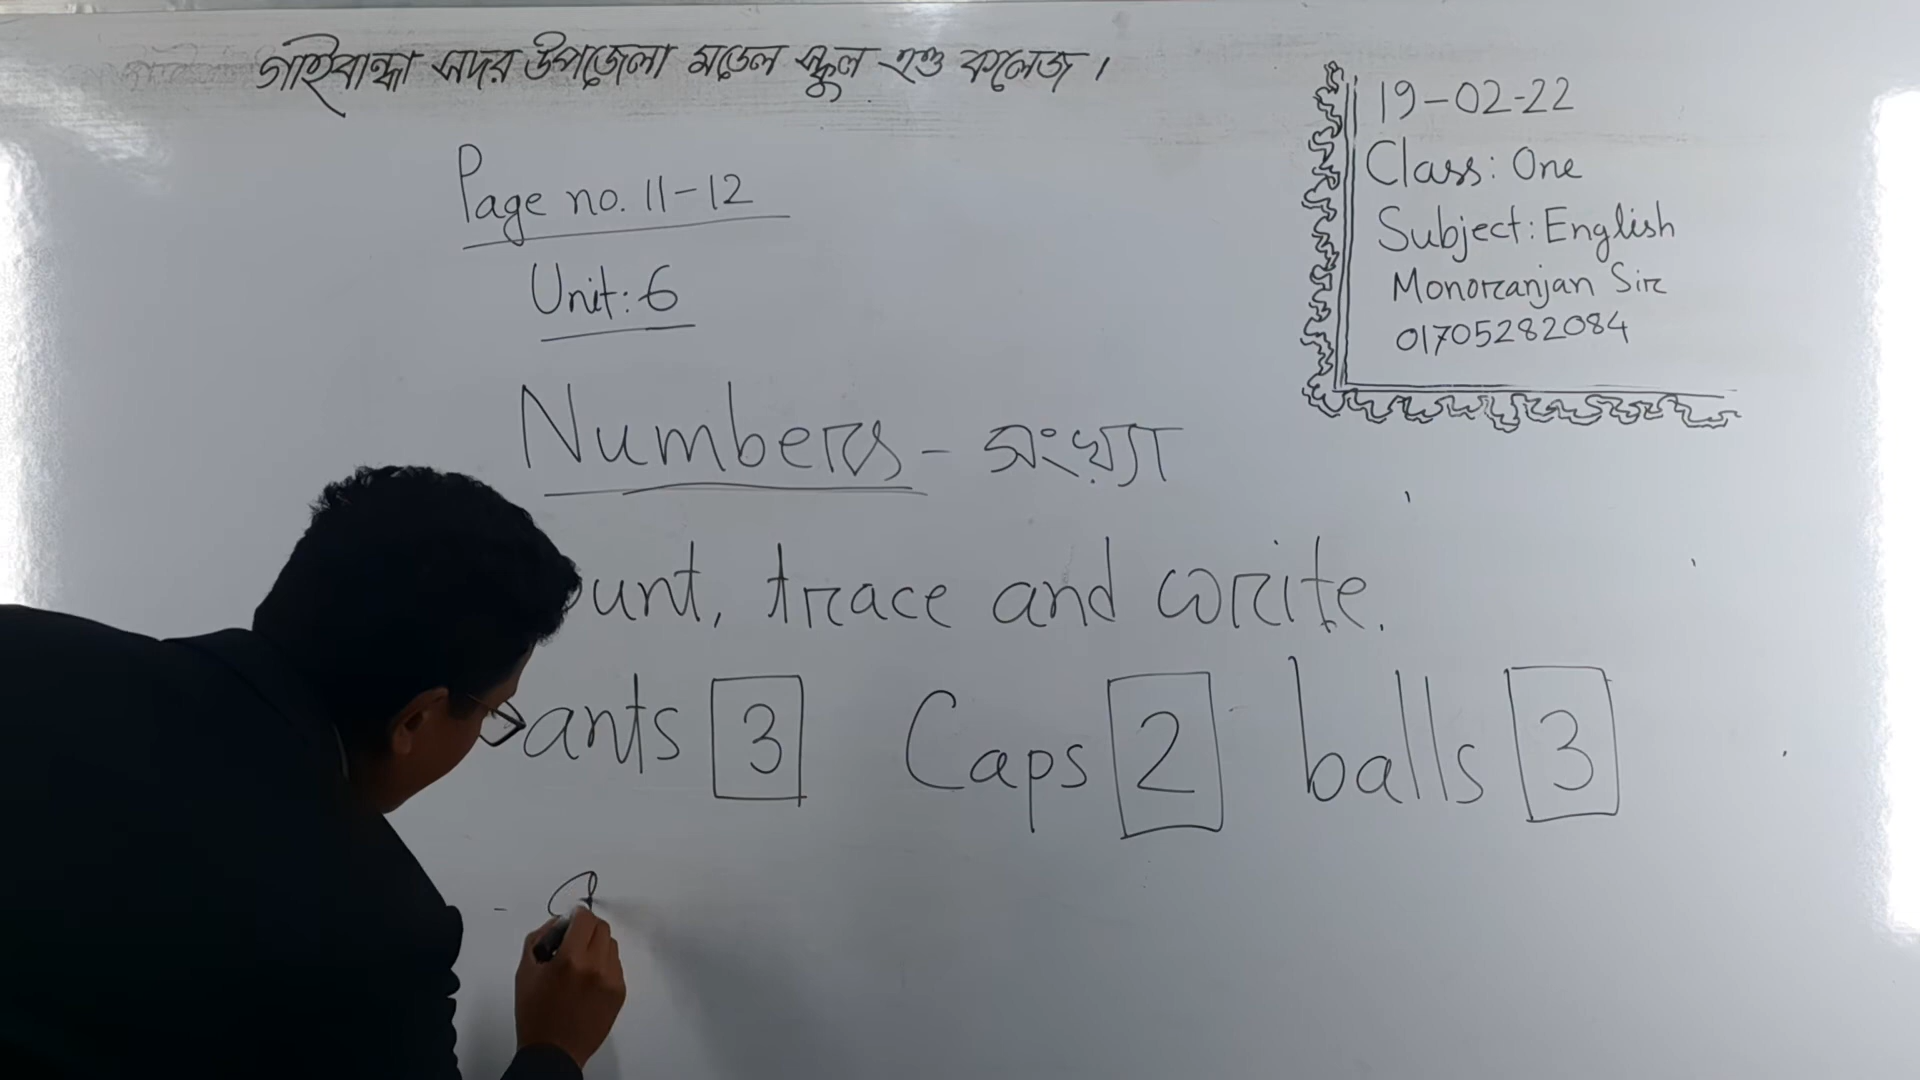 গাইবান্ধা সদর উপজেলা মডেল স্কুল এন্ড কলেজ।
19-02-22
Class: One
Subject: English
Monoranjan Sir
01705282084
Page no. 11-12
Unit: 6
Numbers - সংখ্যা
ount, trace and write.
ants 3 Caps 2 balls 3